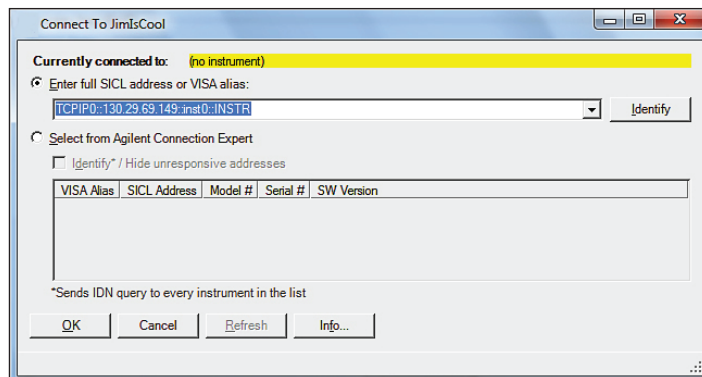 Connect To JimIsCool
Currently connected to: (no instrument)
Enter full SICL address or VISA alias:
TCPIP0::130.29.69.149::inst0::INSTR Identify
Select from Agilent Connection Expert
Identify* / Hide unresponsive addresses
VISA Alias SICL Address Model # Serial # SW Version
*Sends IDN query to every instrument in the list
OK Cancel Refresh Info...